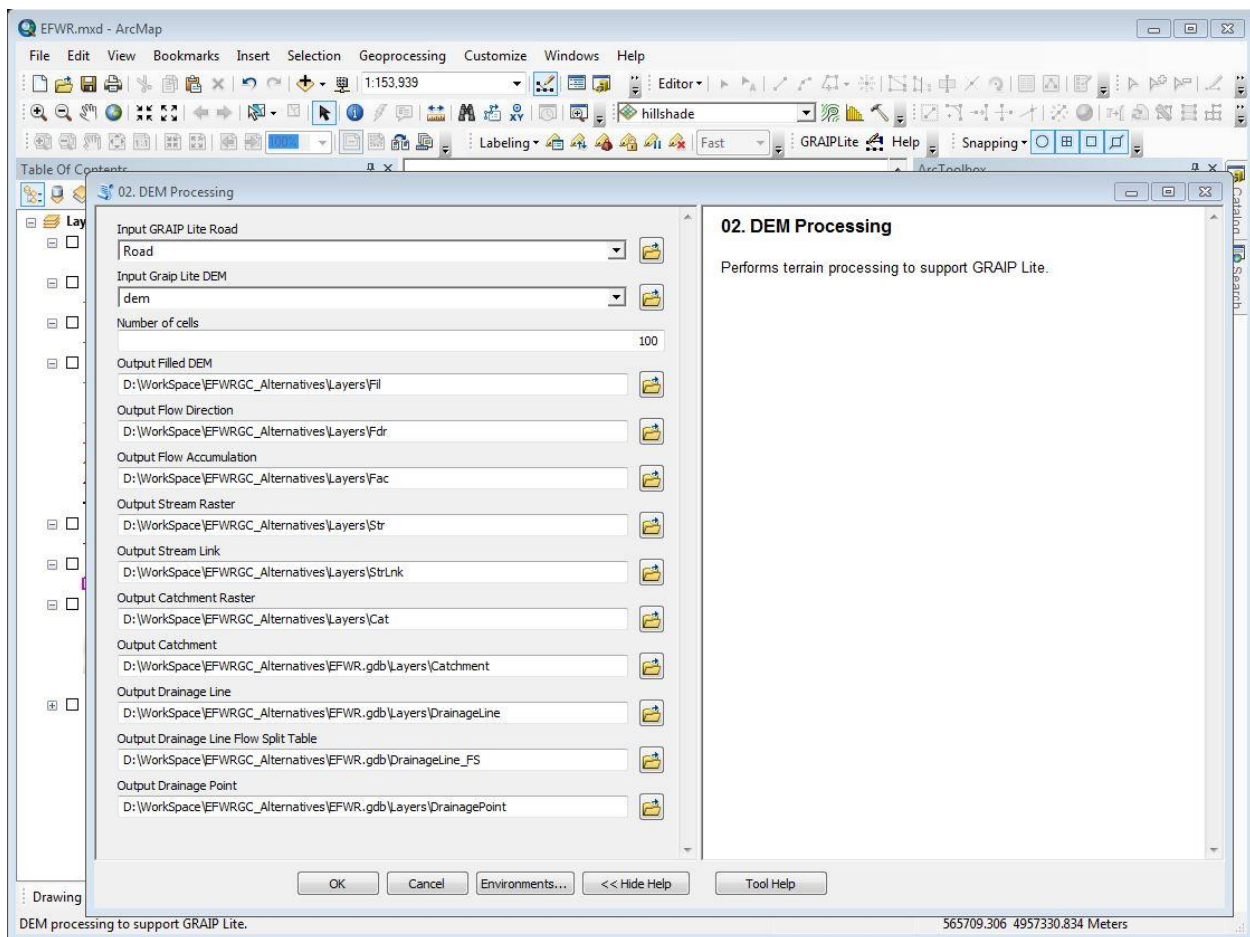 EFWR.mxd - ArcMap
File Edit View Bookmarks Insert Selection Geoprocessing Customize Windows Help
1:153,939
Editor
hillshade
100%
Labeling
Fast
GRAIPLite
Help
Snapping
Table Of Contents
ArcToolbox
Catalog
Search
Lay
02. DEM Processing
Input GRAIP Lite Road
Road
Input Graip Lite DEM
dem
Number of cells
100
Output Filled DEM
D:\WorkSpace\EFWRGC_Alternatives\Layers\Fil
Output Flow Direction
D:\WorkSpace\EFWRGC_Alternatives\Layers\Fdr
Output Flow Accumulation
D:\WorkSpace\EFWRGC_Alternatives\Layers\Fac
Output Stream Raster
D:\WorkSpace\EFWRGC_Alternatives\Layers\Str
Output Stream Link
D:\WorkSpace\EFWRGC_Alternatives\Layers\StrLnk
Output Catchment Raster
D:\WorkSpace\EFWRGC_Alternatives\Layers\Cat
Output Catchment
D:\WorkSpace\EFWRGC_Alternatives\EFWR.gdb\Layers\Catchment
Output Drainage Line
D:\WorkSpace\EFWRGC_Alternatives\EFWR.gdb\Layers\DrainageLine
Output Drainage Line Flow Split Table
D:\WorkSpace\EFWRGC_Alternatives\EFWR.gdb\DrainageLine_FS
Output Drainage Point
D:\WorkSpace\EFWRGC_Alternatives\EFWR.gdb\Layers\DrainagePoint
02. DEM Processing
Performs terrain processing to support GRAIP Lite.
OK
Cancel
Environments...
<< Hide Help
Tool Help
Drawing
DEM processing to support GRAIP Lite.
565709.306 4957330.834 Meters